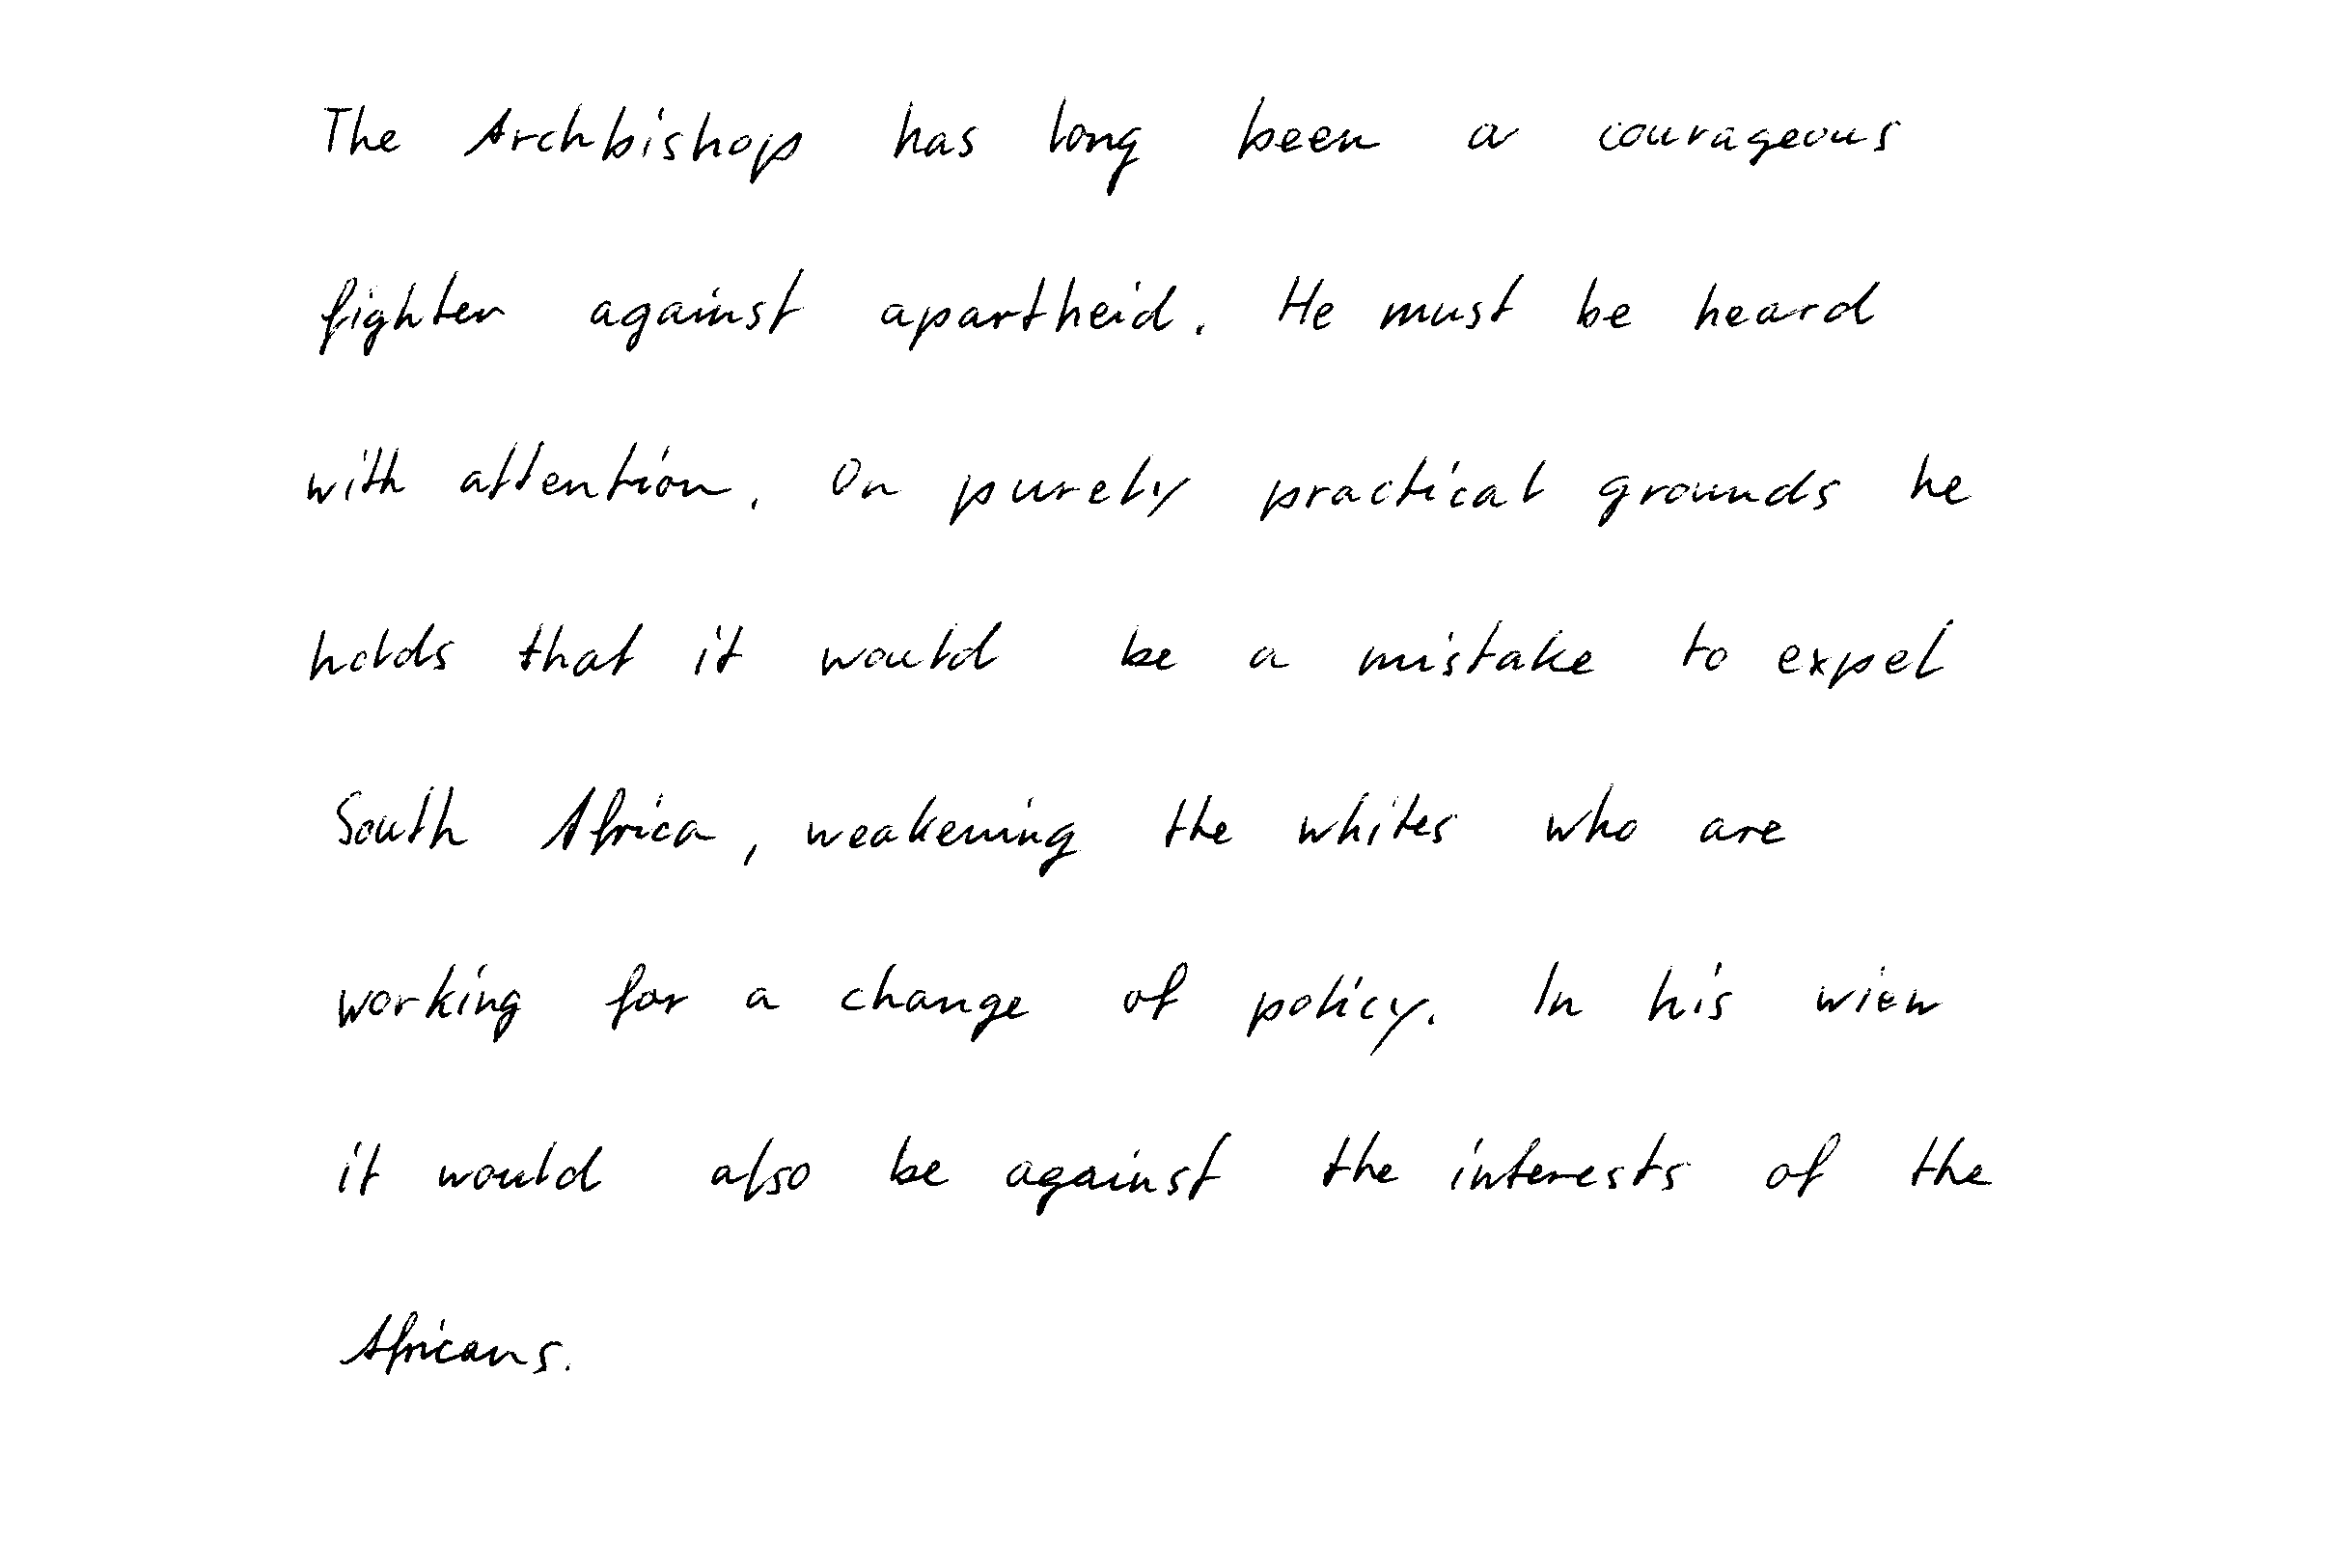 The Archbishop has long been a courageous
fighter against apartheid. He must be heard
with attention. On purely practical grounds he
holds that it would be a mistake to expel
South Africa, weakening the whites who are
working for a change of policy. In his wiew
it would also be against the interests of the
Africans.